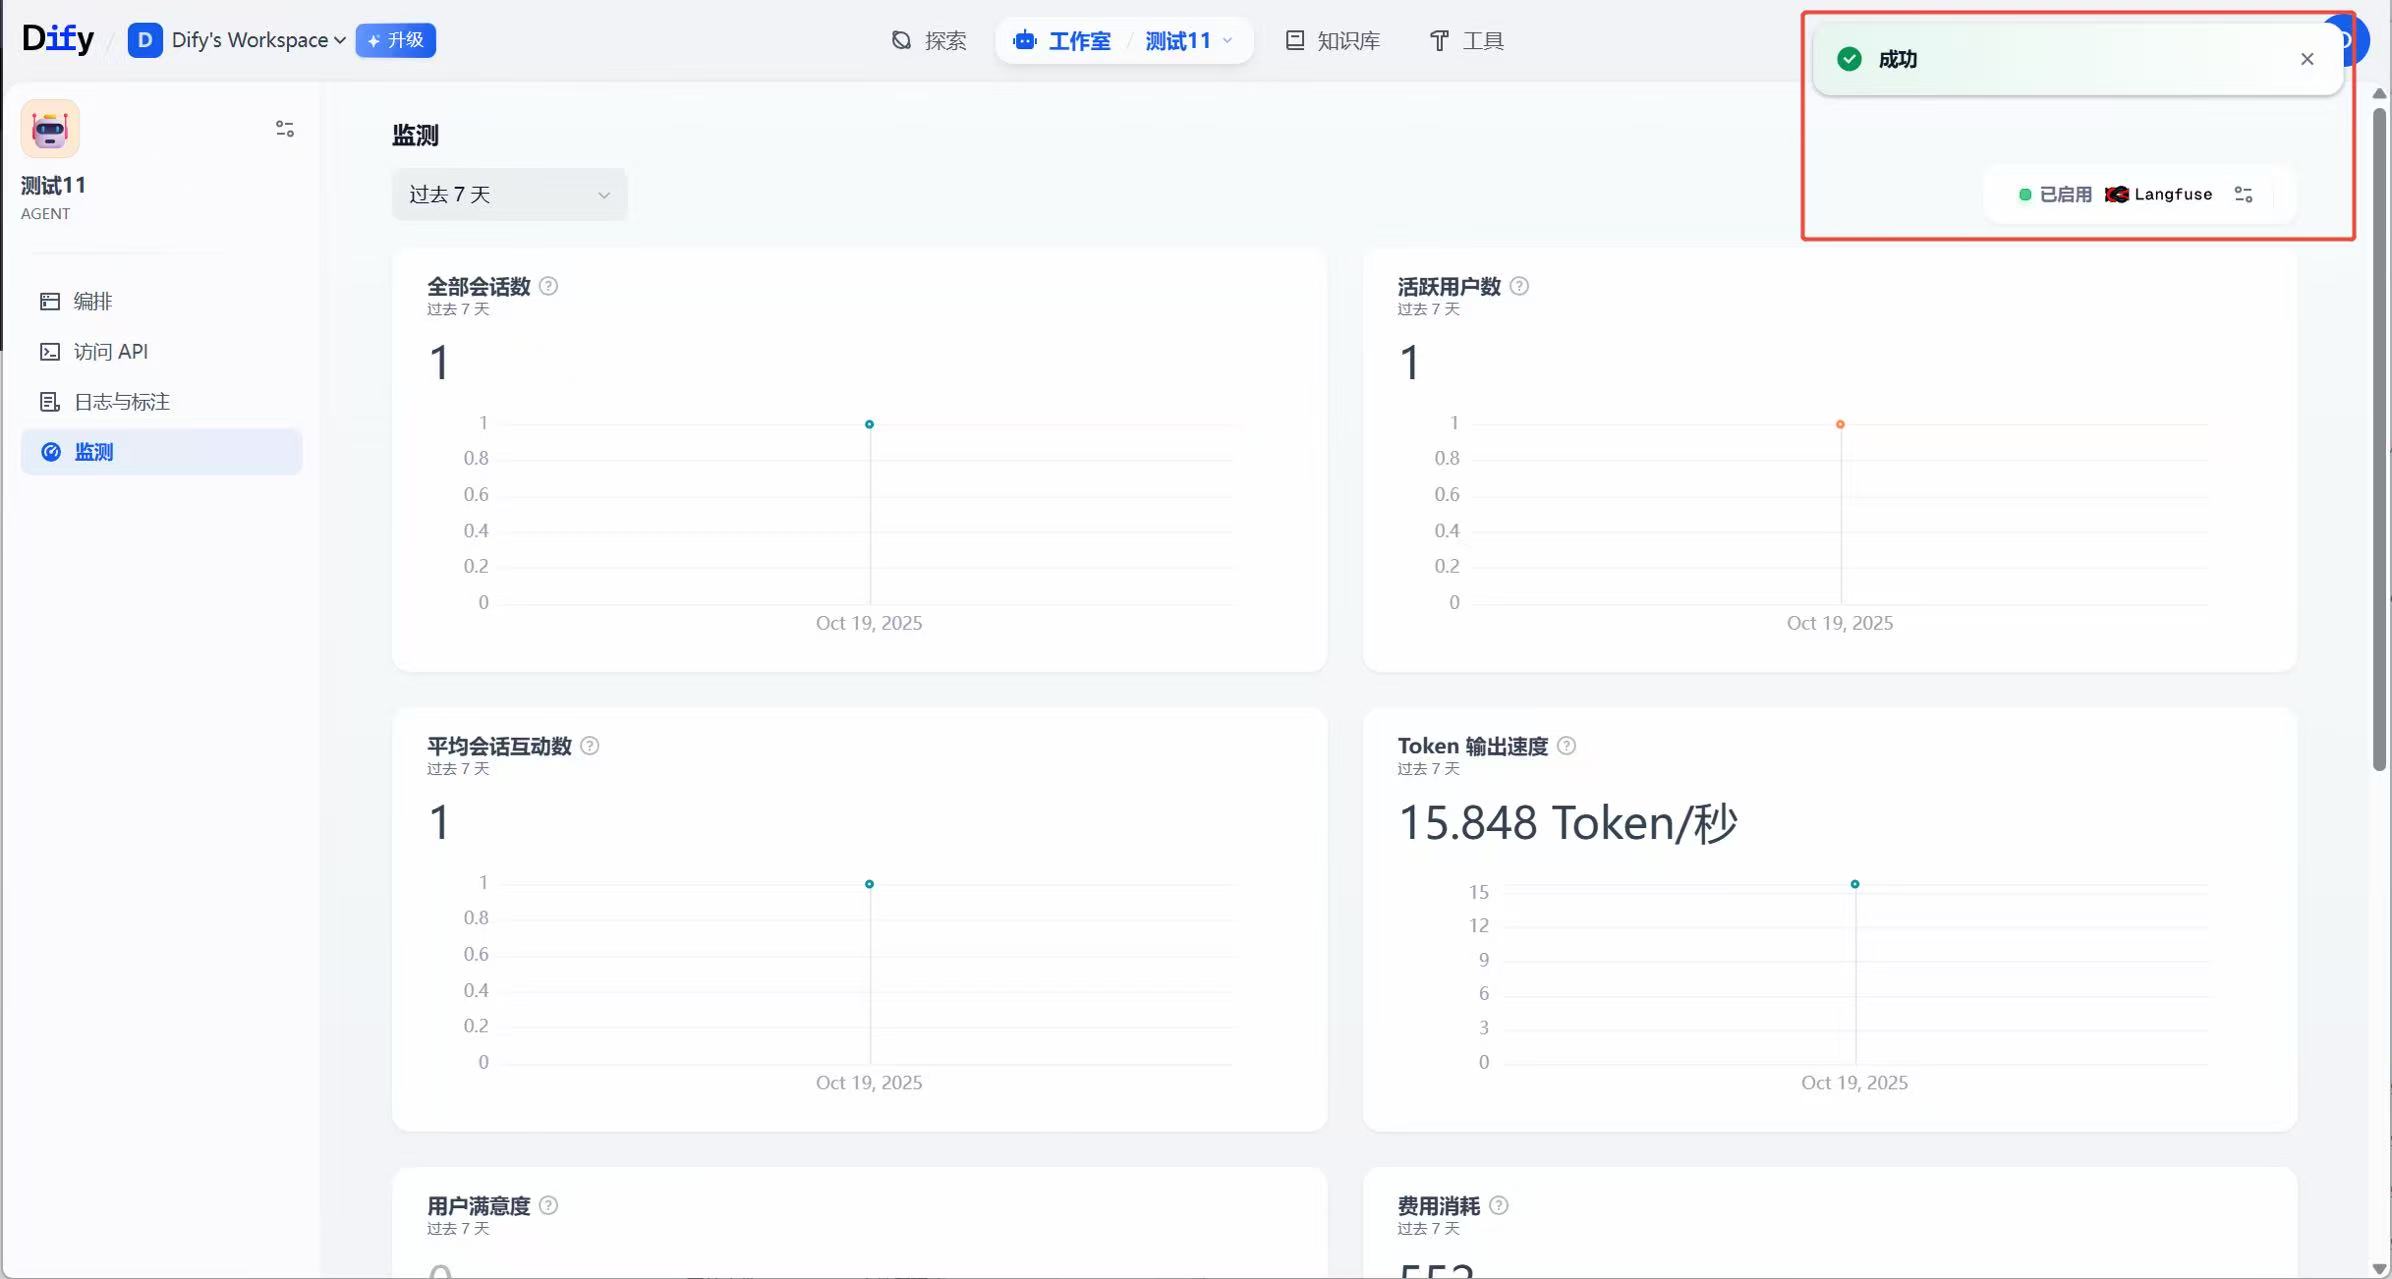 Dify
D
Dify's Workspace
升级
探索
工作室
测试11
知识库
工具
成功
测试11
AGENT
编排
访问 API
日志与标注
监测
监测
过去 7 天
已启用
Langfuse
全部会话数
过去 7 天
1
1
0.8
0.6
0.4
0.2
0
Oct 19, 2025
活跃用户数
过去 7 天
1
1
0.8
0.6
0.4
0.2
0
Oct 19, 2025
平均会话互动数
过去 7 天
1
1
0.8
0.6
0.4
0.2
0
Oct 19, 2025
Token 输出速度
过去 7 天
15.848 Token/秒
15
12
9
6
3
0
Oct 19, 2025
用户满意度
过去 7 天
费用消耗
过去 7 天